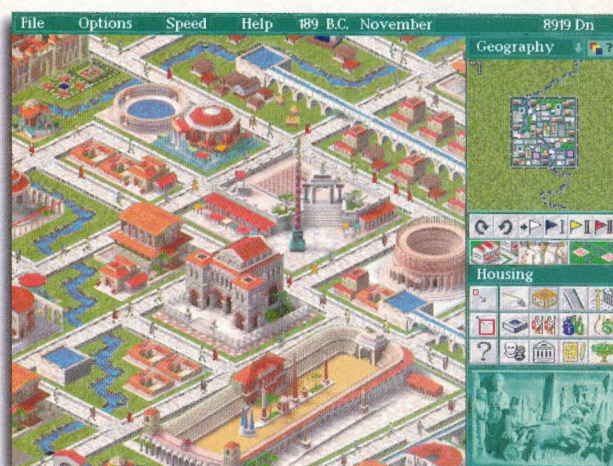 File Options Speed Help 189 B.C. November 8919 Dn
Geography
?
Housing
?